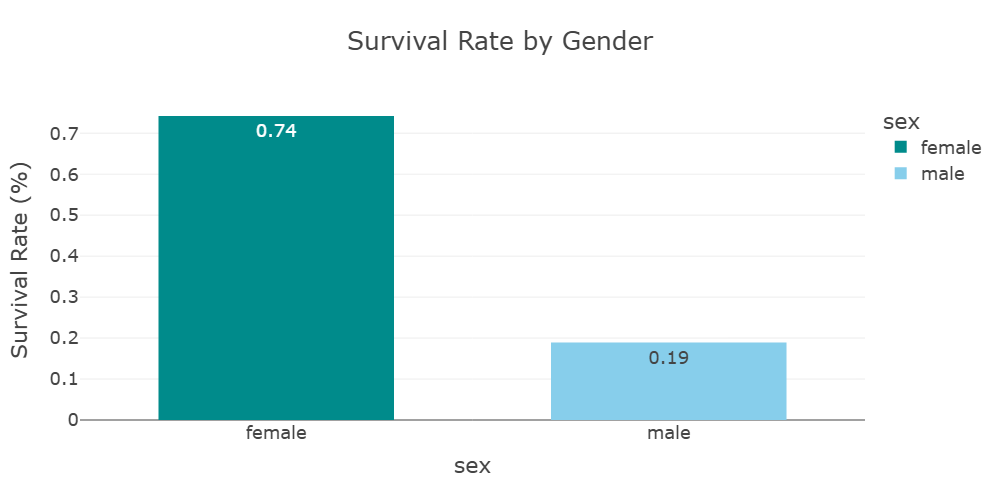 Survival Rate by Gender
Survival Rate (%)
0.7
0.6
0.5
0.4
0.3
0.2
0.1
0
0.74
0.19
female
male
sex
sex
female
male